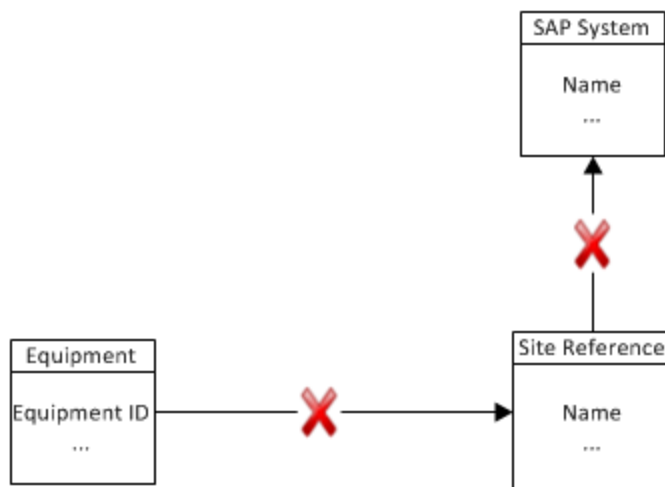 SAP System
Name
...
Equipment
Equipment ID
...
Site Reference
Name
...